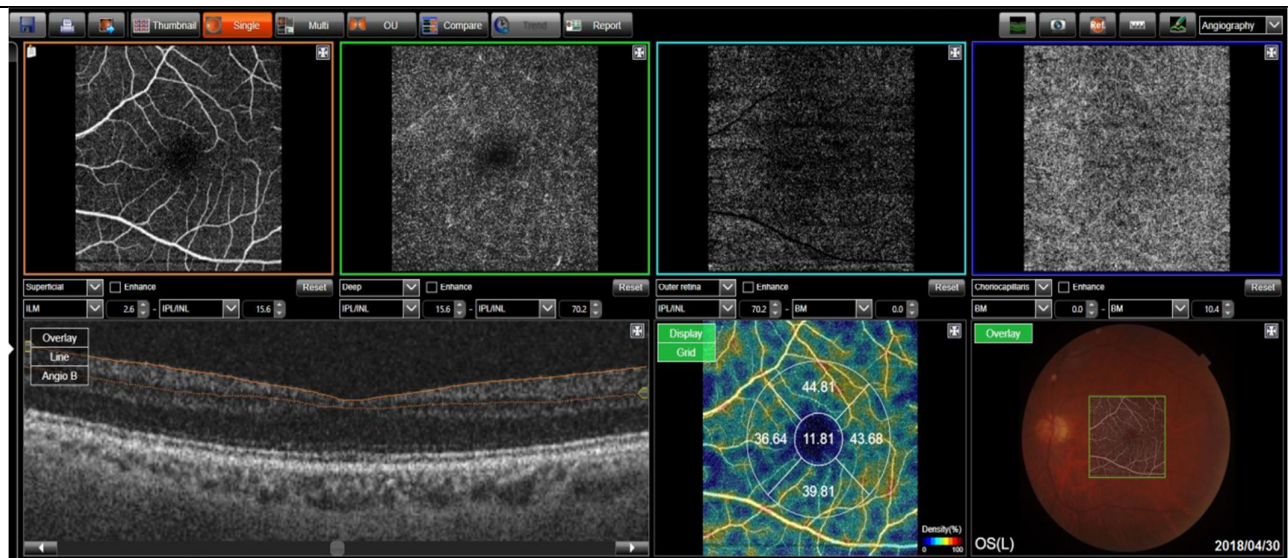 Thumbnail Single Multi OU Compare Trend Report Ref. Angiography
Superficial Enhance Reset
ILM 2.6 - IPL/INL 15.6
Deep Enhance Reset
IPL/INL 15.6 - IPL/INL 70.2
Outer retina Enhance Reset
IPL/INL 70.2 - BM 0.0
Choriocapillaris Enhance Reset
BM 0.0 - BM 10.4
Overlay
Line
Angio B
Display
Grid
44.81
36.64 11.81 43.68
39.81
Density(%)
0 100
Overlay
OS(L) 2018/04/30